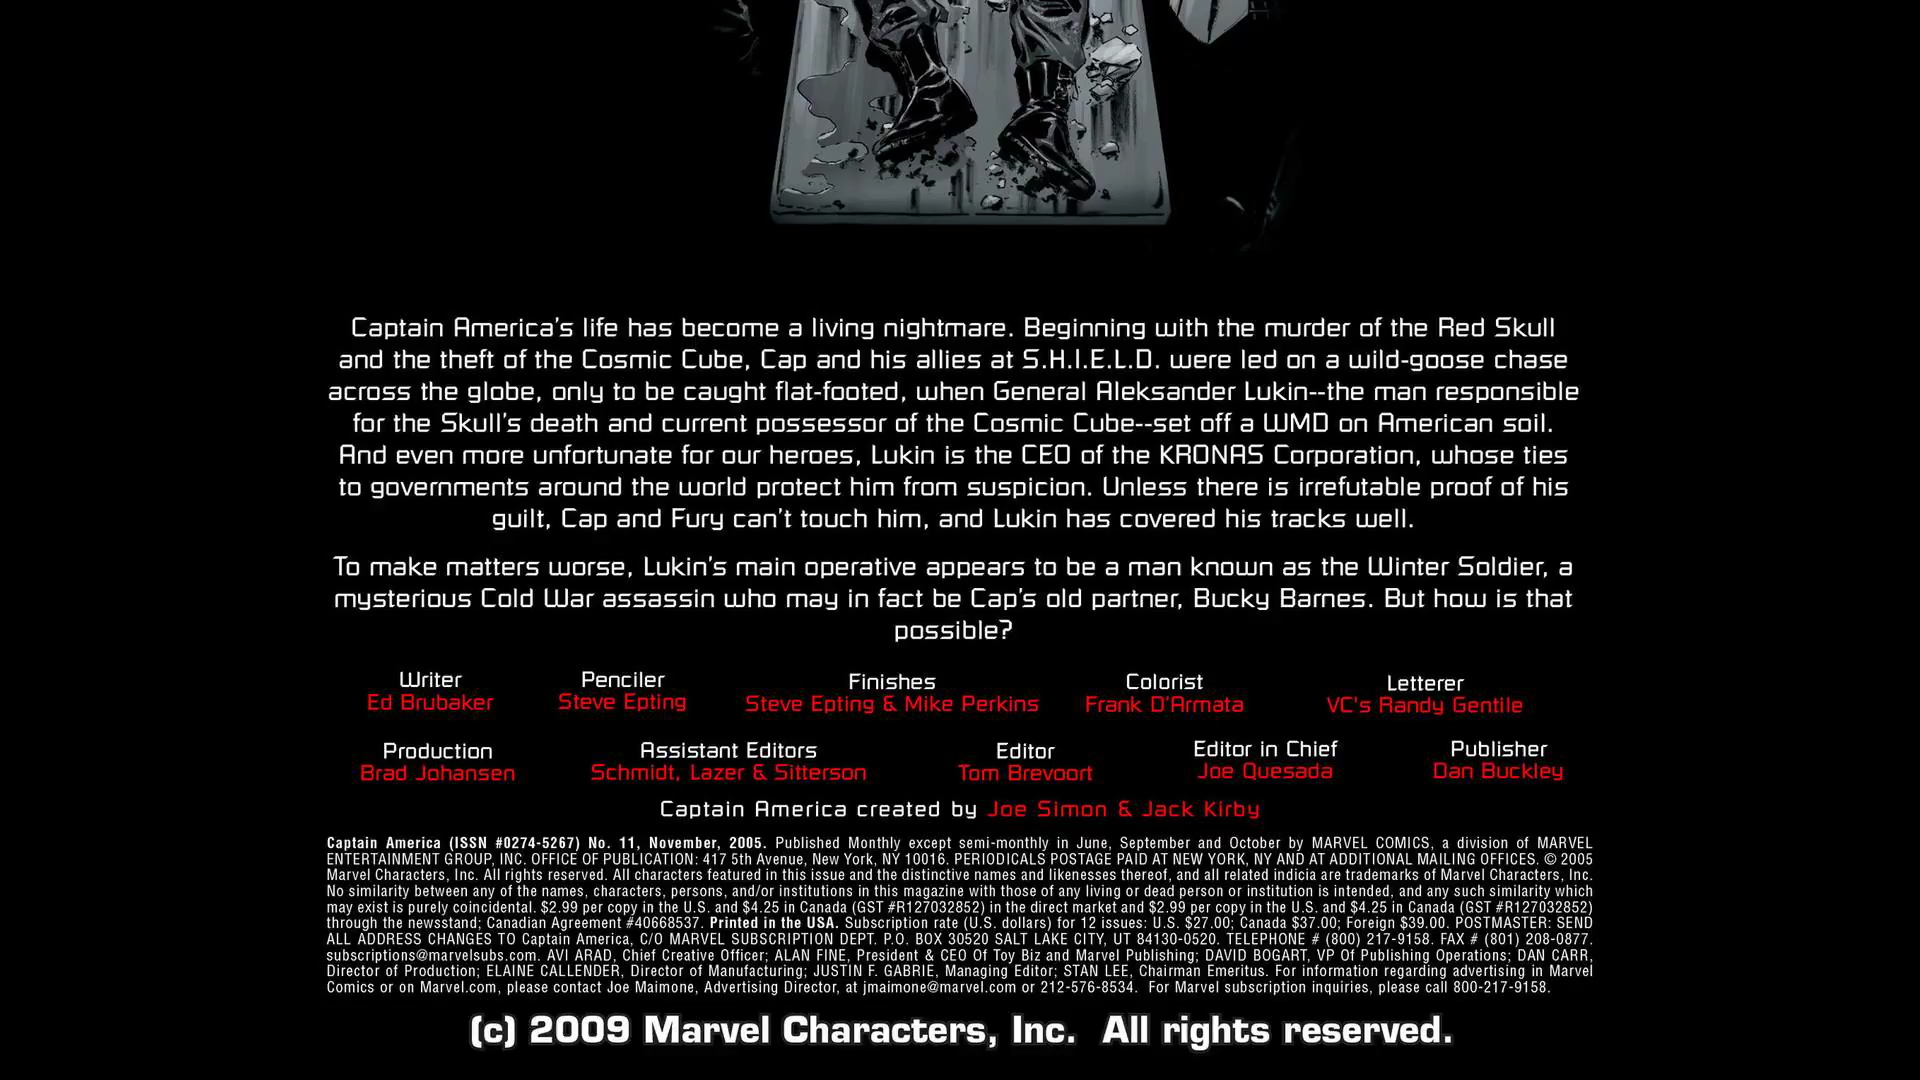 Captain America's life has become a living nightmare. Beginning with the murder of the Red Skull
and the theft of the Cosmic Cube, Cap and his allies at S.H.I.E.L.D. were led on a wild-goose chase
across the globe, only to be caught flat-footed, when General Aleksander Lukin--the man responsible
for the Skull's death and current possessor of the Cosmic Cube--set off a WMD on American soil.
And even more unfortunate for our heroes, Lukin is the CEO of the KRONAS Corporation, whose ties
to governments around the world protect him from suspicion. Unless there is irrefutable proof of his
guilt, Cap and Fury can't touch him, and Lukin has covered his tracks well.
To make matters worse, Lukin's main operative appears to be a man known as the Winter Soldier, a
mysterious Cold War assassin who may in fact be Cap's old partner, Bucky Barnes. But how is that
possible?
Writer Penciler Finishes Colorist Letterer
Ed Brubaker Steve Epting Steve Epting & Mike Perkins Frank D'Armata VC's Randy Gentile
Production Assistant Editors Editor Editor in Chief Publisher
Brad Johansen Schmidt, Lazer & Sitterson Tom Brevoort Joe Quesada Dan Buckley
Captain America created by Joe Simon & Jack Kirby
Captain America (ISSN #0274-5267) No. 11, November, 2005. Published Monthly except semi-monthly in June, September and October by MARVEL COMICS, a division of MARVEL
ENTERTAINMENT GROUP, INC. OFFICE OF PUBLICATION: 417 5th Avenue, New York, NY 10016. PERIODICALS POSTAGE PAID AT NEW YORK, NY AND AT ADDITIONAL MAILING OFFICES. © 2005
Marvel Characters, Inc. All rights reserved. All characters featured in this issue and the distinctive names and likenesses thereof, and all related indicia are trademarks of Marvel Characters, Inc.
No similarity between any of the names, characters, persons, and/or institutions in this magazine with those of any living or dead person or institution is intended, and any such similarity which
may exist is purely coincidental. $2.99 per copy in the U.S. and $4.25 in Canada (GST #R127032852) in the direct market and $2.99 per copy in the U.S. and $4.25 in Canada (GST #R127032852)
through the newsstand; Canadian Agreement #40668537. Printed in the USA. Subscription rate (U.S. dollars) for 12 issues: U.S. $27.00; Canada $37.00; Foreign $39.00. POSTMASTER: SEND
ALL ADDRESS CHANGES TO Captain America, C/O MARVEL SUBSCRIPTION DEPT. P.O. BOX 30520 SALT LAKE CITY, UT 84130-0520. TELEPHONE # (800) 217-9158. FAX # (801) 208-0877.
subscriptions@marvelsubs.com. AVI ARAD, Chief Creative Officer; ALAN FINE, President & CEO Of Toy Biz and Marvel Publishing; DAVID BOGART, VP Of Publishing Operations; DAN CARR,
Director of Production; ELAINE CALLENDER, Director of Manufacturing; JUSTIN F. GABRIE, Managing Editor; STAN LEE, Chairman Emeritus. For information regarding advertising in Marvel
Comics or on Marvel.com, please contact Joe Maimone, Advertising Director, at jmaimone@marvel.com or 212-576-8534. For Marvel subscription inquiries, please call 800-217-9158.
(c) 2009 Marvel Characters, Inc. All rights reserved.